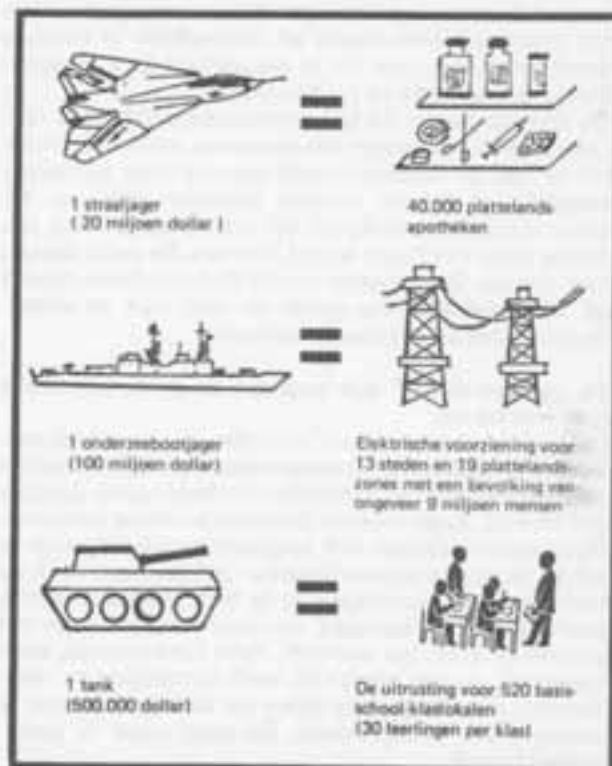 1 straaljager
( 20 miljoen dollar )
40.000 plattelands
apotheken
1 onderzeebootjager
(100 miljoen dollar)
Elektrische voorziening voor
13 steden en 19 plattelands-
zones met een bevolking van
ongeveer 9 miljoen mensen
1 tank
(500.000 dollar)
De uitrusting voor 520 basis-
school-klaslokalen
(30 leerlingen per klas)